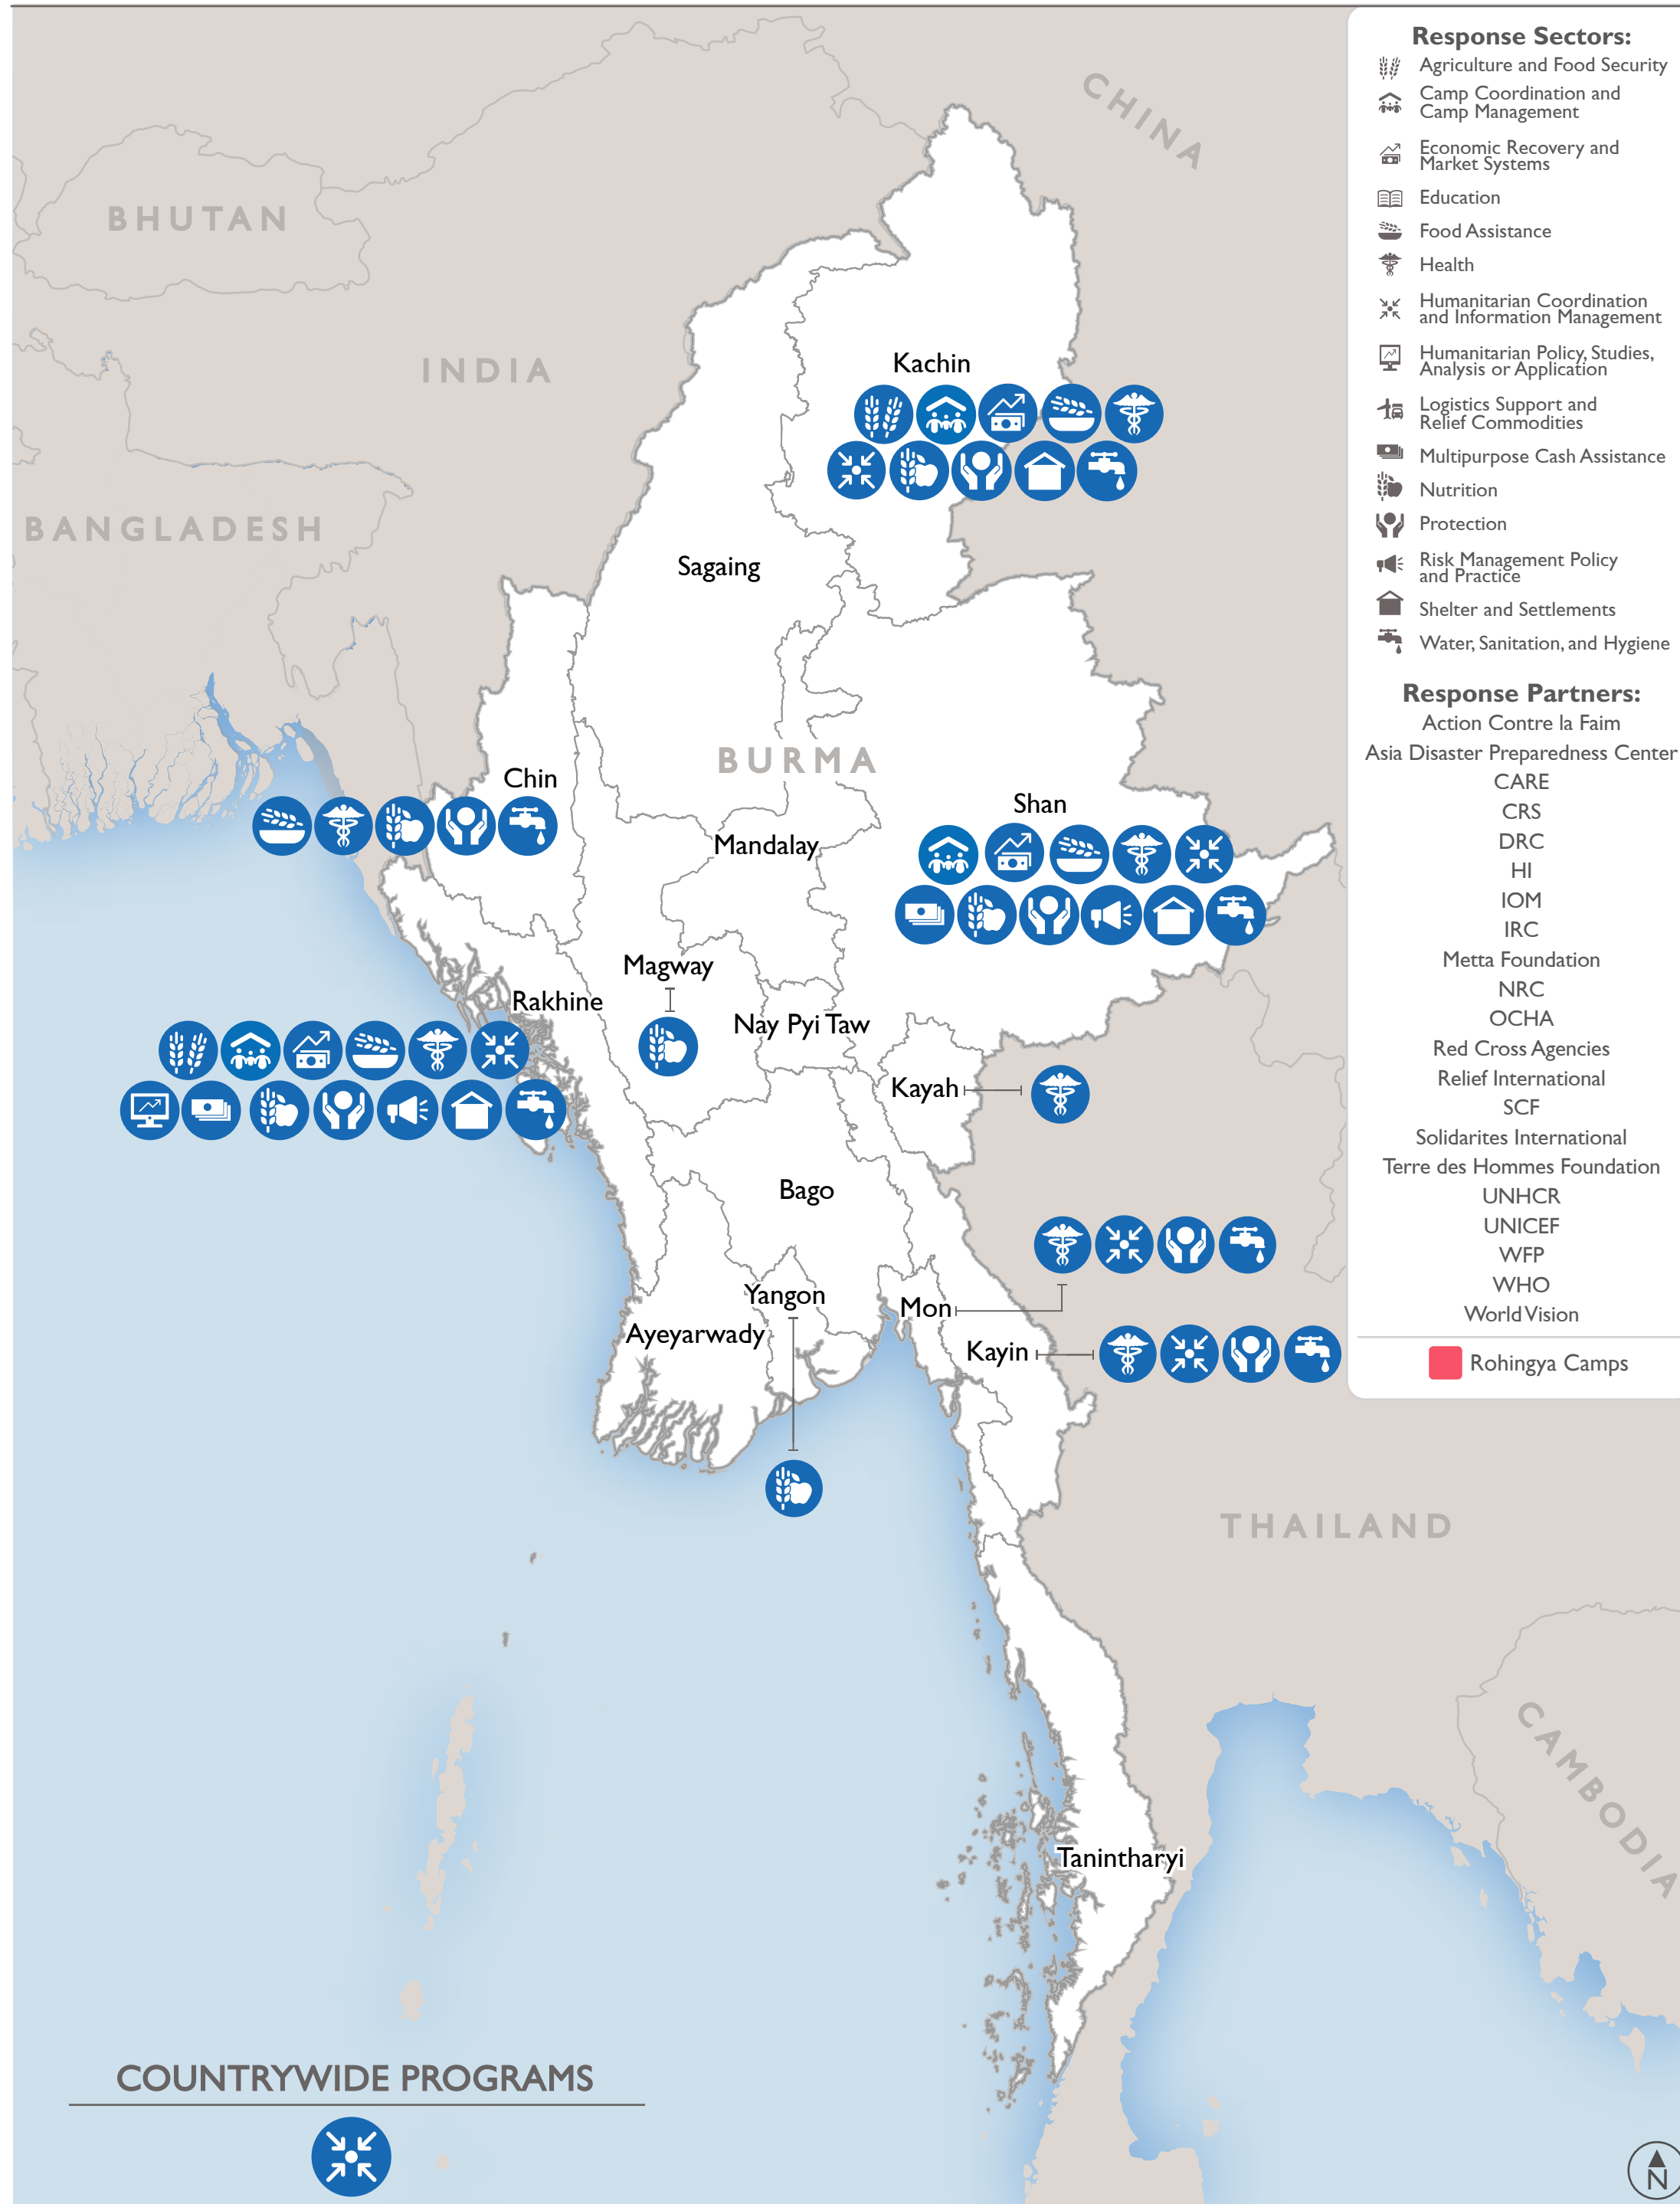 CHINA
BHUTAN
INDIA
BANGLADESH
Kachin
Sagaing
BURMA
Chin
Shan
Mandalay
Magway
Rakhine
Nay Pyi Taw
Kayah
Bago
Yangon
Mon
Ayeyarwady
Kayin
THAILAND
CAMBODIA
Tanintharyi
COUNTRYWIDE PROGRAMS
Response Sectors:
Agriculture and Food Security
Camp Coordination and
Camp Management
Economic Recovery and
Market Systems
Education
Food Assistance
Health
Humanitarian Coordination
and Information Management
Humanitarian Policy, Studies,
Analysis or Application
Logistics Support and
Relief Commodities
Multipurpose Cash Assistance
Nutrition
Protection
Risk Management Policy
and Practice
Shelter and Settlements
Water, Sanitation, and Hygiene
Response Partners:
Action Contre la Faim
Asia Disaster Preparedness Center
CARE
CRS
DRC
HI
IOM
IRC
Metta Foundation
NRC
OCHA
Red Cross Agencies
Relief International
SCF
Solidarites International
Terre des Hommes Foundation
UNHCR
UNICEF
WFP
WHO
World Vision
Rohingya Camps
N